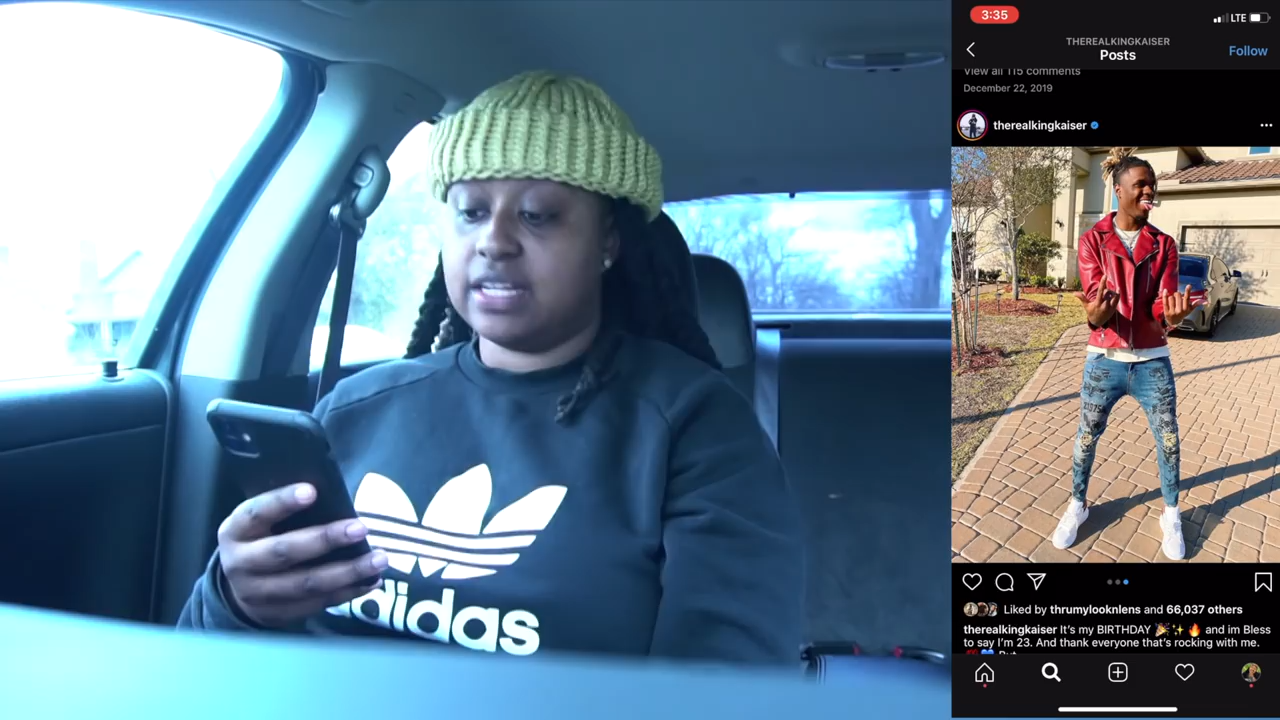 3:35
LTE
THEREALKINGKAISER
Posts
Follow
View all 115 comments
December 22, 2019
therealkingkaiser
adidas
Liked by thrumylooknlens and 66,037 others
therealkingkaiser It's my BIRTHDAY 🎉✨ 🔥 and im Bless
to say I'm 23. And thank everyone that's rocking with me.